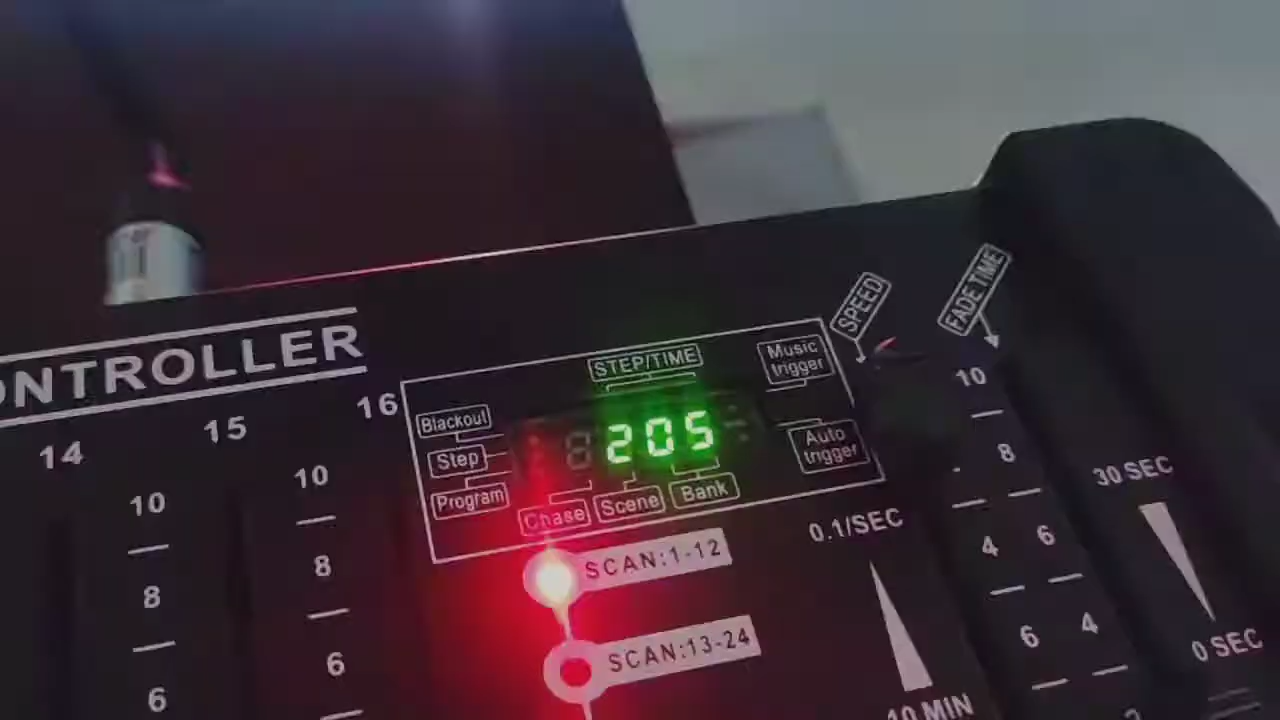 ONTROLLER
14 15 16
10 10
8 8
6 6
STEP/TIME
Music trigger
Blackout
Step
Program
205
Auto trigger
Chase Scene Bank
SCAN:1-12
SCAN:13-24
SPEED
FADE TIME
10
8
4 6
6 4
0.1/SEC
10 MIN
30 SEC
0 SEC